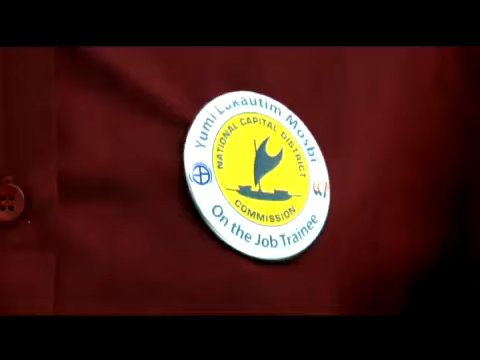 Yumi Lukautim Mosbi
NATIONAL CAPITAL DISTRICT
COMMISSION
On the Job Trainee